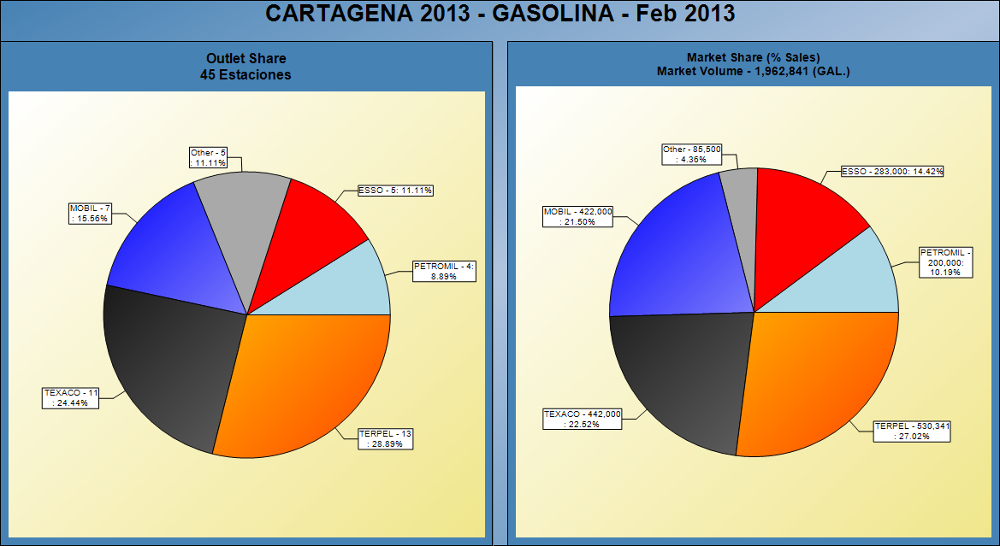 CARTAGENA 2013 - GASOLINA - Feb 2013
Outlet Share
45 Estaciones
Other - 5
: 11.11%
ESSO - 5: 11.11%
MOBIL - 7
: 15.56%
PETROMIL - 4:
8.89%
TEXACO - 11
: 24.44%
TERPEL - 13
: 28.89%
Market Share (% Sales)
Market Volume - 1,962,841 (GAL.)
Other - 85,500
: 4.36%
ESSO - 283,000: 14.42%
MOBIL - 422,000
: 21.50%
PETROMIL -
200,000:
10.19%
TEXACO - 442,000
: 22.52%
TERPEL - 530,341
: 27.02%